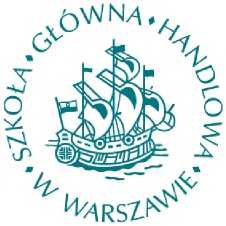 SZKOŁA • GŁÓWNA • HANDLOWA • W WARSZAWIE •